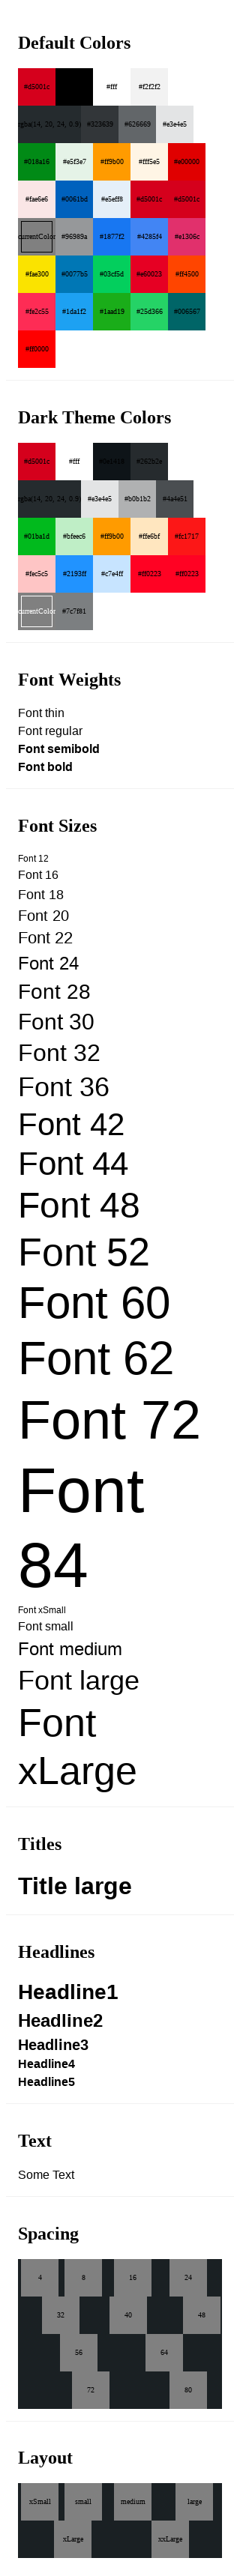 Default Colors
#d5001c #fff #f2f2f2
rgba(14, 20, 24, 0.9) #323639 #626669 #e3e4e5
#018a16 #e5f3e7 #ff9b00 #fff5e5 #e00000
#fae6e6 #0061bd #e5eff8 #d5001c #d5001c
currentColor #96989a #1877f2 #4285f4 #e1306c
#fae300 #0077b5 #03cf5d #e60023 #ff4500
#fe2c55 #1da1f2 #1aad19 #25d366 #006567
#ff0000
Dark Theme Colors
#d5001c #fff #0e1418 #262b2e
rgba(14, 20, 24, 0.9) #e3e4e5 #b0b1b2 #4a4e51
#01ba1d #bfeec6 #ff9b00 #ffe6bf #fc1717
#fec5c5 #2193ff #c7e4ff #ff0223 #ff0223
currentColor #7c7f81
Font Weights
Font thin
Font regular
Font semibold
Font bold
Font Sizes
Font 12
Font 16
Font 18
Font 20
Font 22
Font 24
Font 28
Font 30
Font 32
Font 36
Font 42
Font 44
Font 48
Font 52
Font 60
Font 62
Font 72
Font
84
Font xSmall
Font small
Font medium
Font large
Font
xLarge
Titles
Title large
Headlines
Headline1
Headline2
Headline3
Headline4
Headline5
Text
Some Text
Spacing
4 8 16 24
32 40 48
56 64
72 80
Layout
xSmall small medium large
xLarge xxLarge